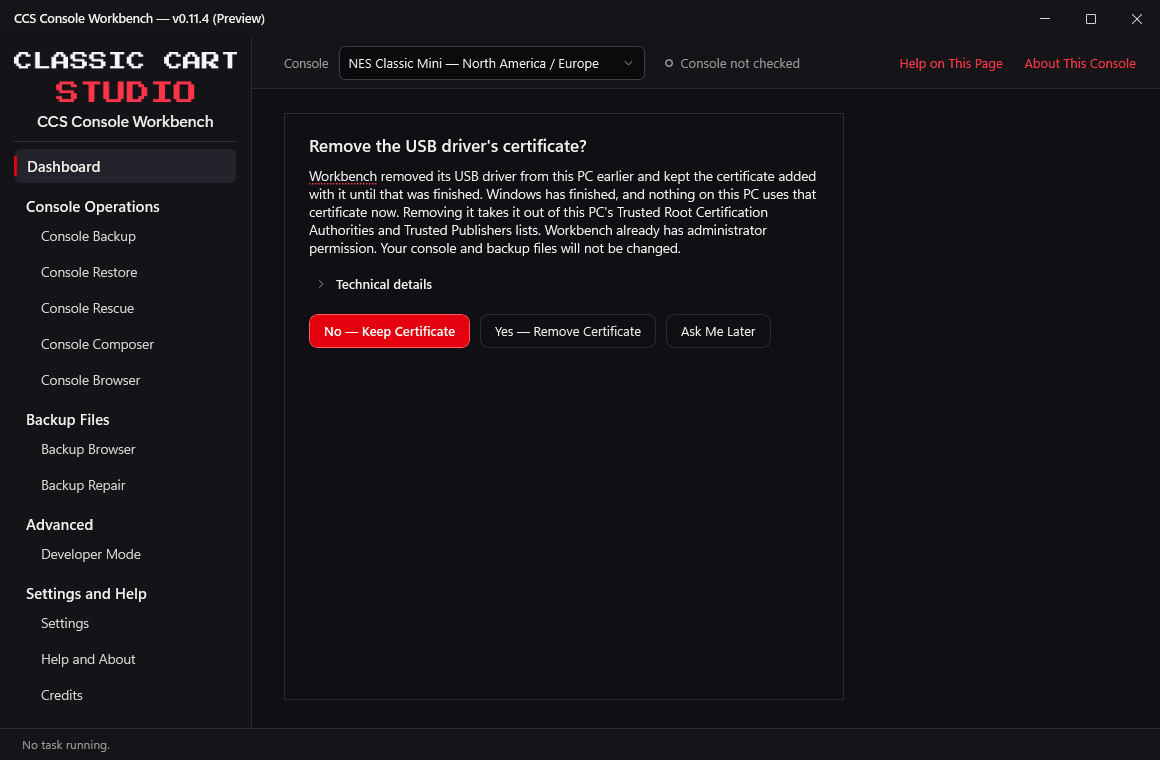 CCS Console Workbench — v0.11.4 (Preview)
CLASSIC CART
STUDIO
CCS Console Workbench
Dashboard
Console Operations
Console Backup
Console Restore
Console Rescue
Console Composer
Console Browser
Backup Files
Backup Browser
Backup Repair
Advanced
Developer Mode
Settings and Help
Settings
Help and About
Credits
Console
NES Classic Mini — North America / Europe
Console not checked
Help on This Page
About This Console
Remove the USB driver's certificate?
Workbench removed its USB driver from this PC earlier and kept the certificate added
with it until that was finished. Windows has finished, and nothing on this PC uses that
certificate now. Removing it takes it out of this PC's Trusted Root Certification
Authorities and Trusted Publishers lists. Workbench already has administrator
permission. Your console and backup files will not be changed.
Technical details
No — Keep Certificate
Yes — Remove Certificate
Ask Me Later
No task running.